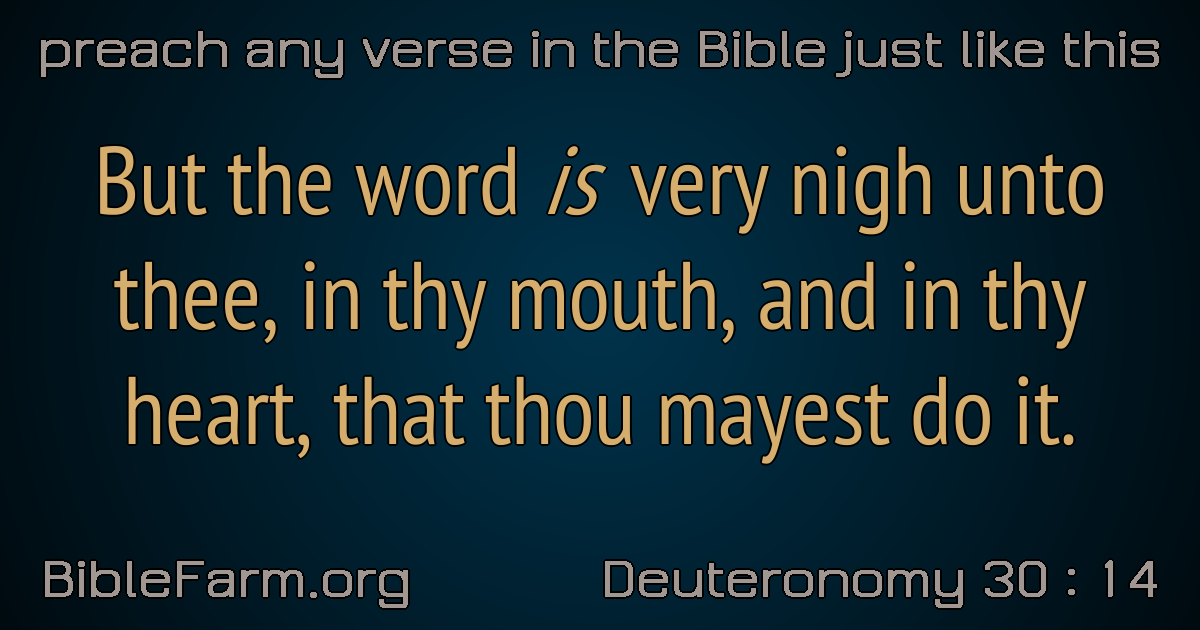 preach any verse in the Bible just like this
But the word is very nigh unto
thee, in thy mouth, and in thy
heart, that thou mayest do it.
BibleFarm.org
Deuteronomy 30 : 14